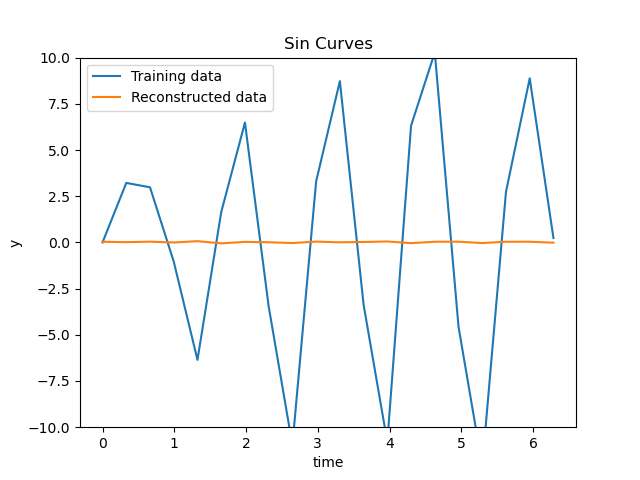 Sin Curves
Training data
Reconstructed data
10.0
7.5
5.0
2.5
0.0
−2.5
−5.0
−7.5
−10.0
y
0 1 2 3 4 5 6
time